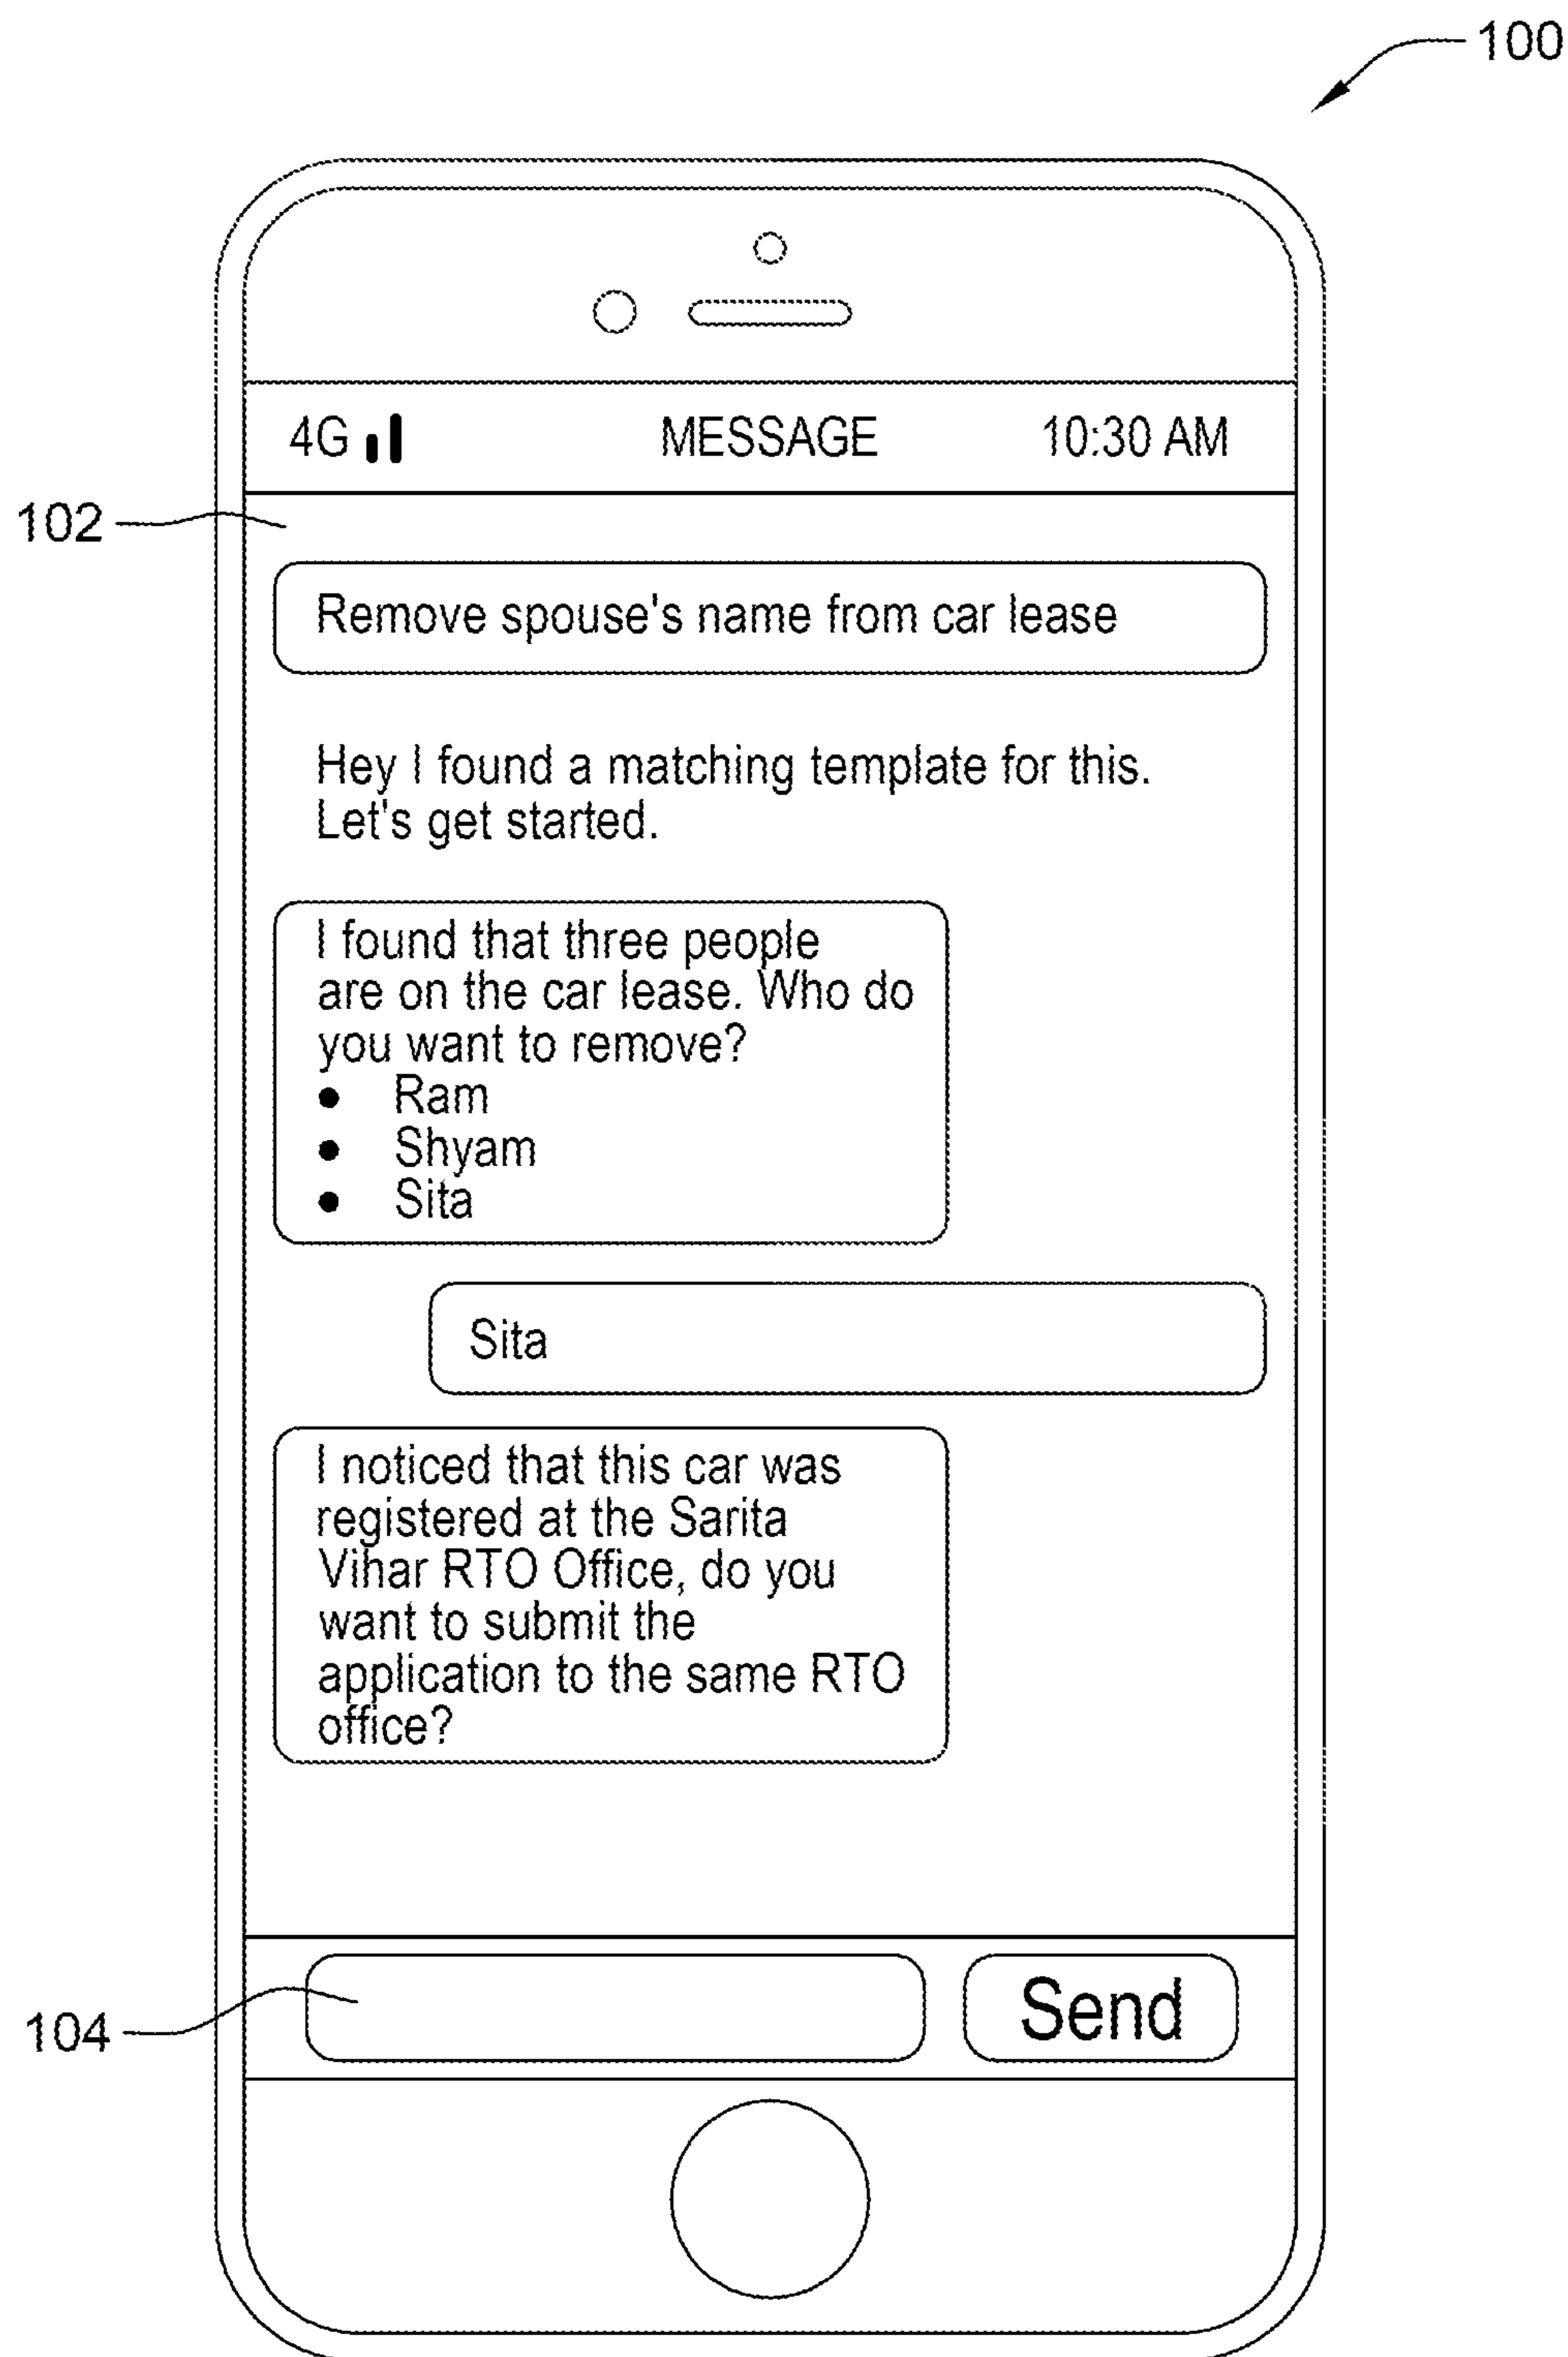 100
4G MESSAGE 10:30 AM
102
Remove spouse's name from car lease
Hey I found a matching template for this.
Let's get started.
I found that three people
are on the car lease. Who do
you want to remove?
• Ram
• Shyam
• Sita
Sita
I noticed that this car was
registered at the Sarita
Vihar RTO Office, do you
want to submit the
application to the same RTO
office?
Send
104